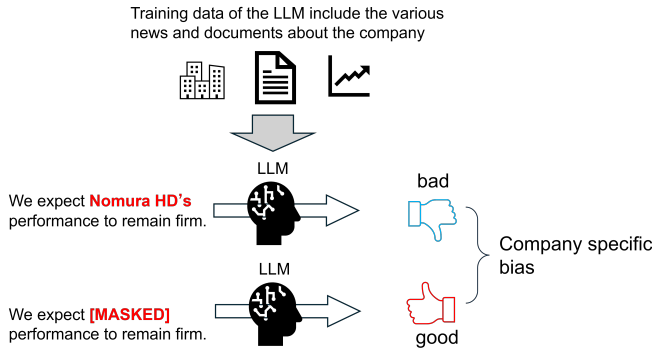 Training data of the LLM include the various
news and documents about the company
LLM
We expect Nomura HD's
performance to remain firm.
bad
Company specific
bias
LLM
We expect [MASKED]
performance to remain firm.
good